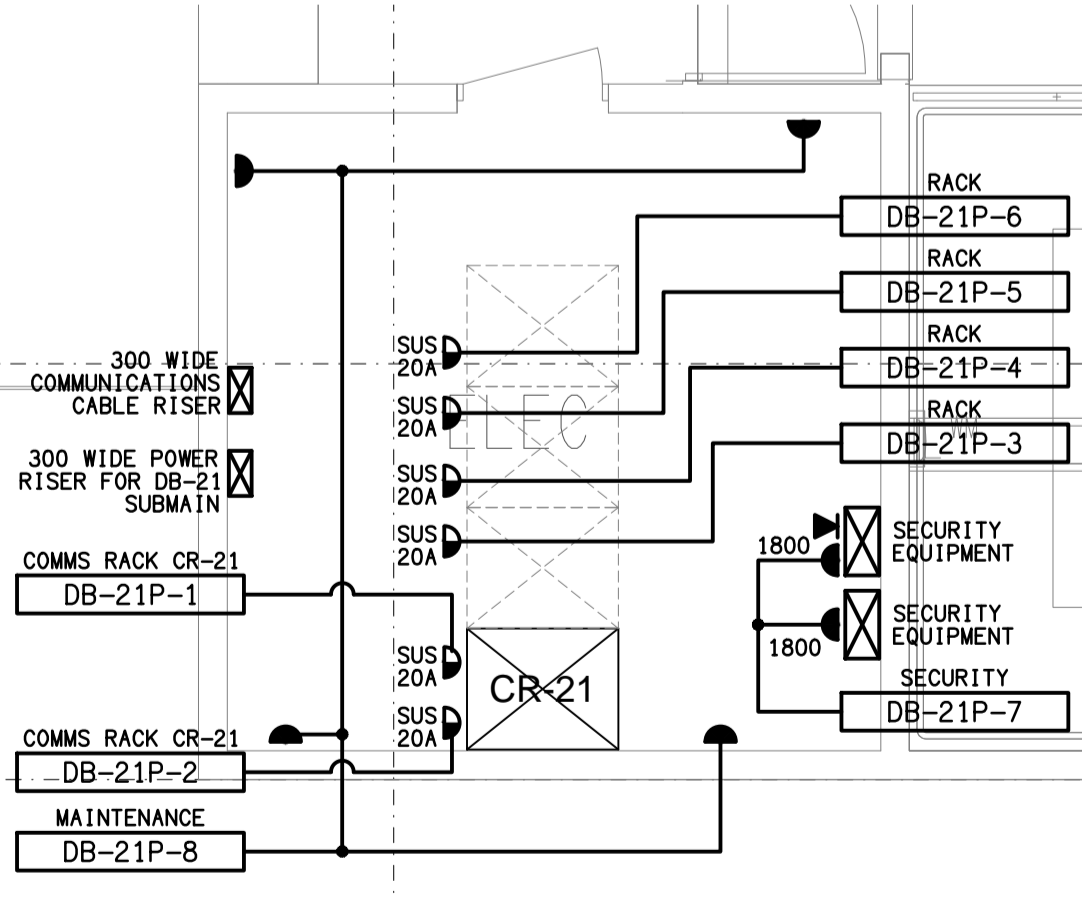 RACK
DB-21P-6
RACK
DB-21P-5
RACK
DB-21P-4
RACK
DB-21P-3
SUS
20A
SUS
20A
SUS
20A
SUS
20A
ELEC
WM
300 WIDE
COMMUNICATIONS
CABLE RISER
300 WIDE POWER
RISER FOR DB-21
SUBMAIN
COMMS RACK CR-21
DB-21P-1
SUS
20A
SUS
20A
CR-21
COMMS RACK CR-21
DB-21P-2
MAINTENANCE
DB-21P-8
1800
SECURITY
EQUIPMENT
1800
SECURITY
EQUIPMENT
SECURITY
DB-21P-7